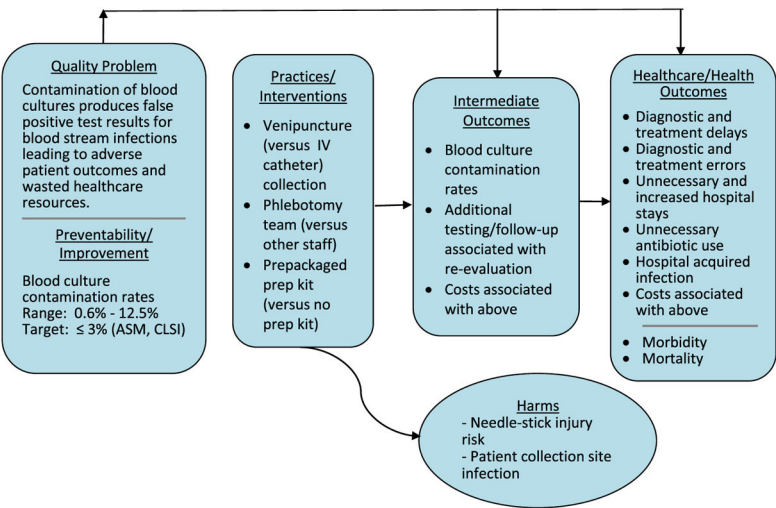 Quality Problem
Contamination of blood
cultures produces false
positive test results for
blood stream infections
leading to adverse
patient outcomes and
wasted healthcare
resources.
Preventability/
Improvement
Blood culture
contamination rates
Range: 0.6% - 12.5%
Target: ≤ 3% (ASM, CLSI)
Practices/
Interventions
• Venipuncture
(versus IV
catheter)
collection
• Phlebotomy
team (versus
other staff)
• Prepackaged
prep kit
(versus no
prep kit)
Intermediate
Outcomes
• Blood culture
contamination
rates
• Additional
testing/follow-up
associated with
re-evaluation
• Costs associated
with above
Healthcare/Health
Outcomes
• Diagnostic and
treatment delays
• Diagnostic and
treatment errors
• Unnecessary and
increased hospital
stays
• Unnecessary
antibiotic use
• Hospital acquired
infection
• Costs associated
with above
• Morbidity
• Mortality
Harms
- Needle-stick injury
risk
- Patient collection site
infection